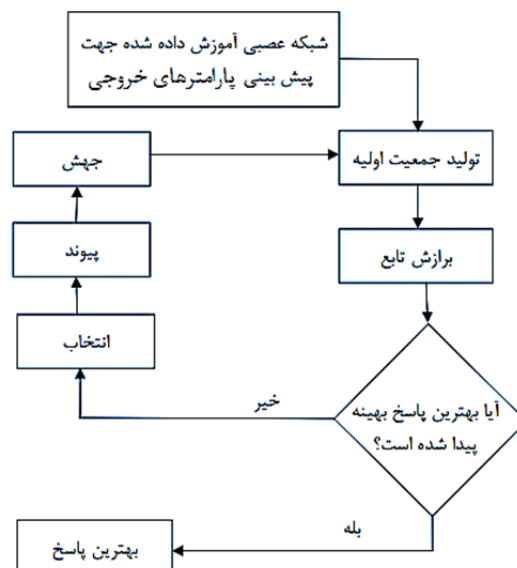 شبکه عصبی آموزش داده شده جهت
پیش بینی پارامترهای خروجی
تولید جمعیت اولیه
جهش
برازش تابع
پیوند
انتخاب
آیا بهترین پاسخ بهینه
پیدا شده است؟
خیر
بله
بهترین پاسخ